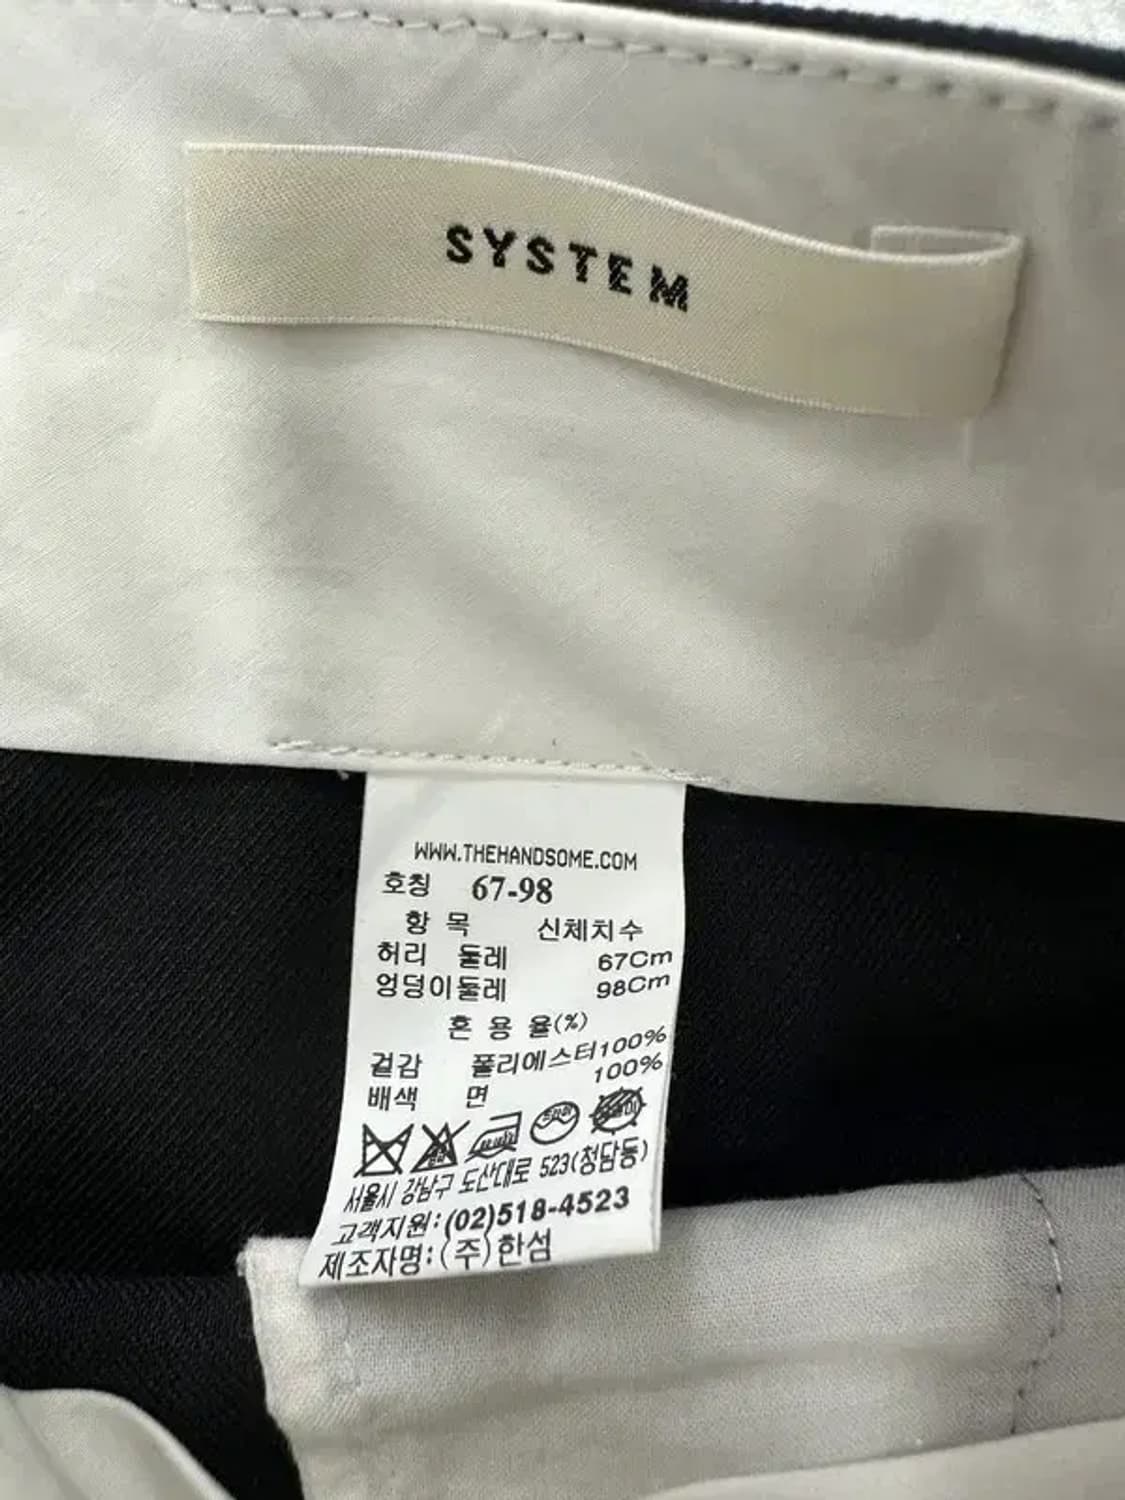 SYSTEM
WWW.THEHANDSOME.COM
호칭 67-98
항 목 신체치수
허리 둘레 67Cm
엉덩이둘레 98Cm
혼 용 율(%)
겉감 폴리에스터100%
배색 면 100%
서울시 강남구 도산대로 523(청담동)
고객지원:(02)518-4523
제조자명:(주)한섬